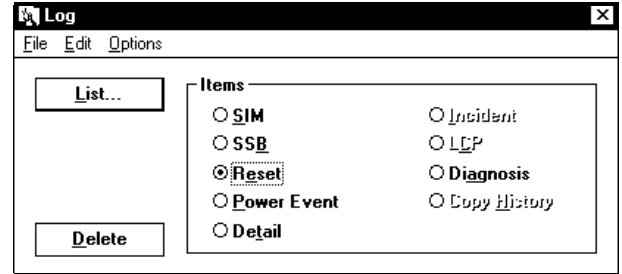 Log
File Edit Options
List...
Items
SIM
Incident
SSB
LCP
Reset
Diagnosis
Power Event
Copy History
Detail
Delete